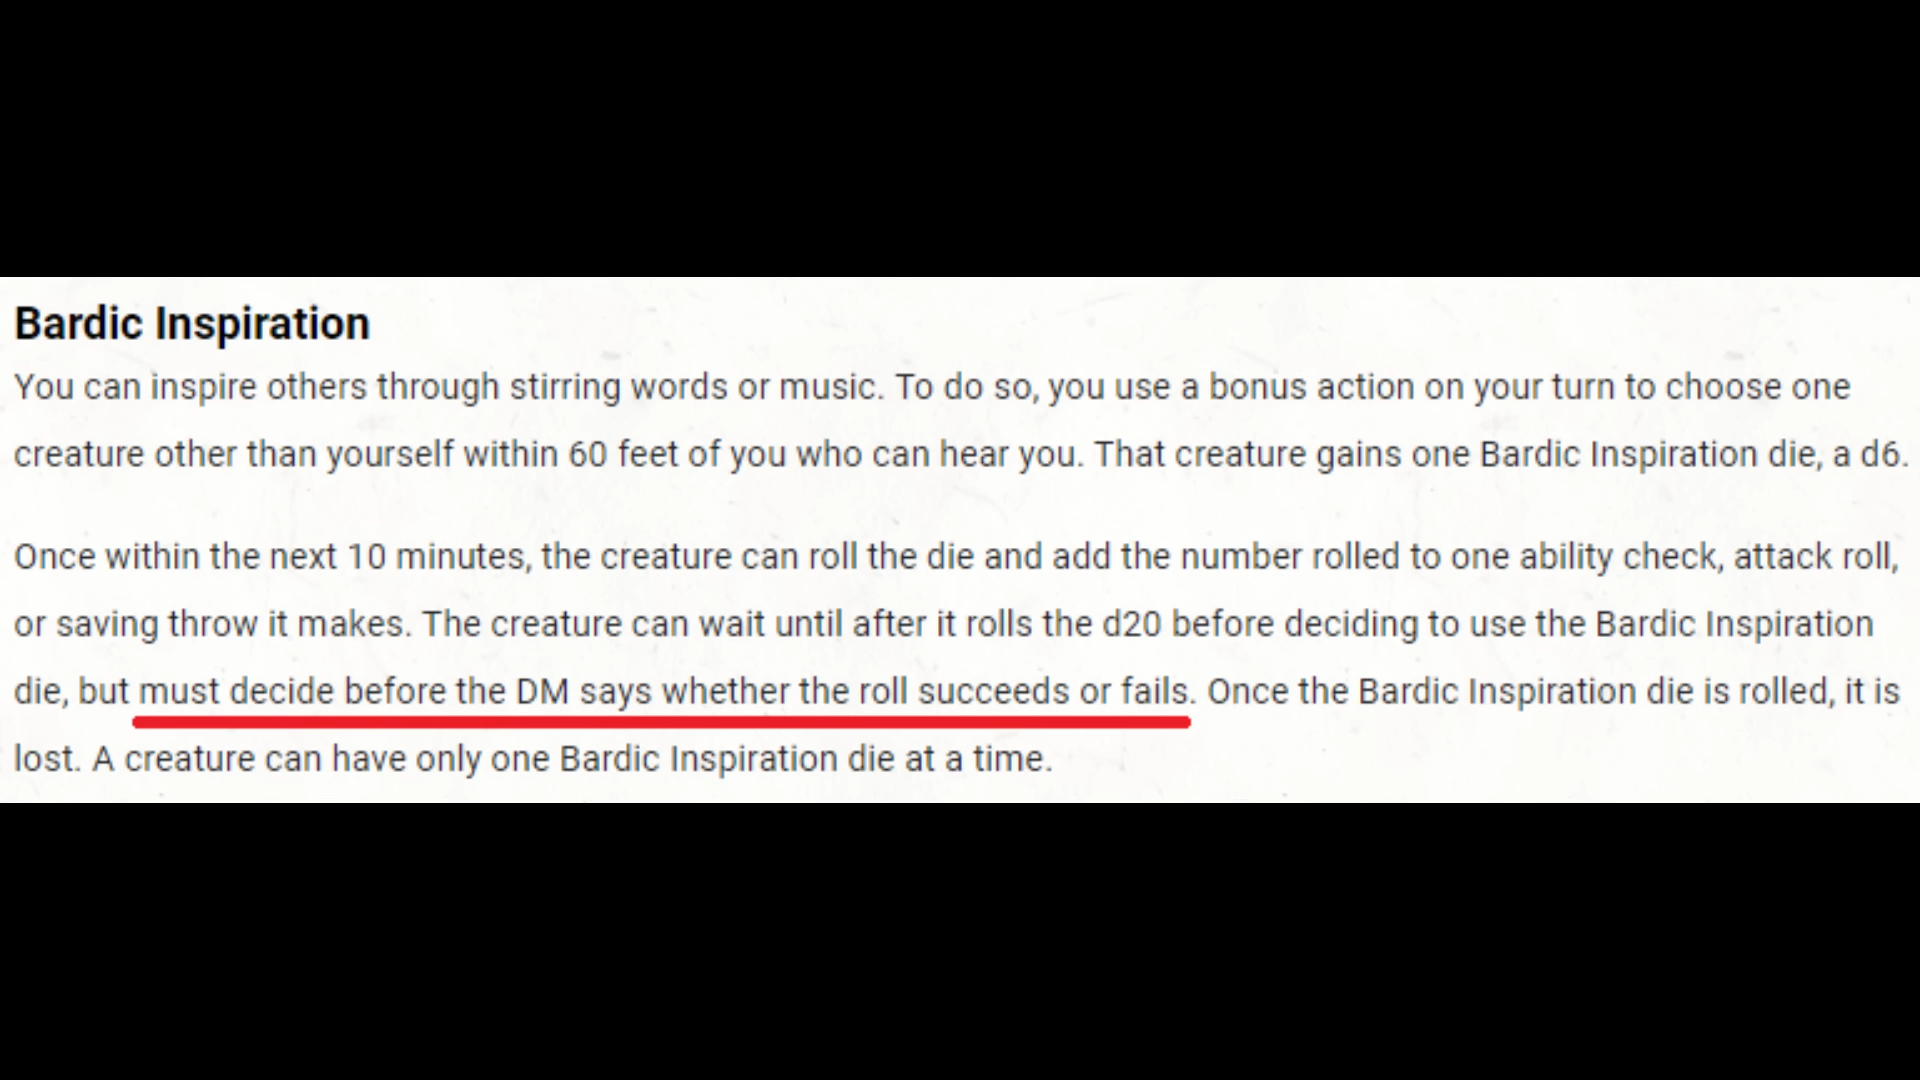 Bardic Inspiration
You can inspire others through stirring words or music. To do so, you use a bonus action on your turn to choose one
creature other than yourself within 60 feet of you who can hear you. That creature gains one Bardic Inspiration die, a d6.
Once within the next 10 minutes, the creature can roll the die and add the number rolled to one ability check, attack roll,
or saving throw it makes. The creature can wait until after it rolls the d20 before deciding to use the Bardic Inspiration
die, but must decide before the DM says whether the roll succeeds or fails. Once the Bardic Inspiration die is rolled, it is
lost. A creature can have only one Bardic Inspiration die at a time.